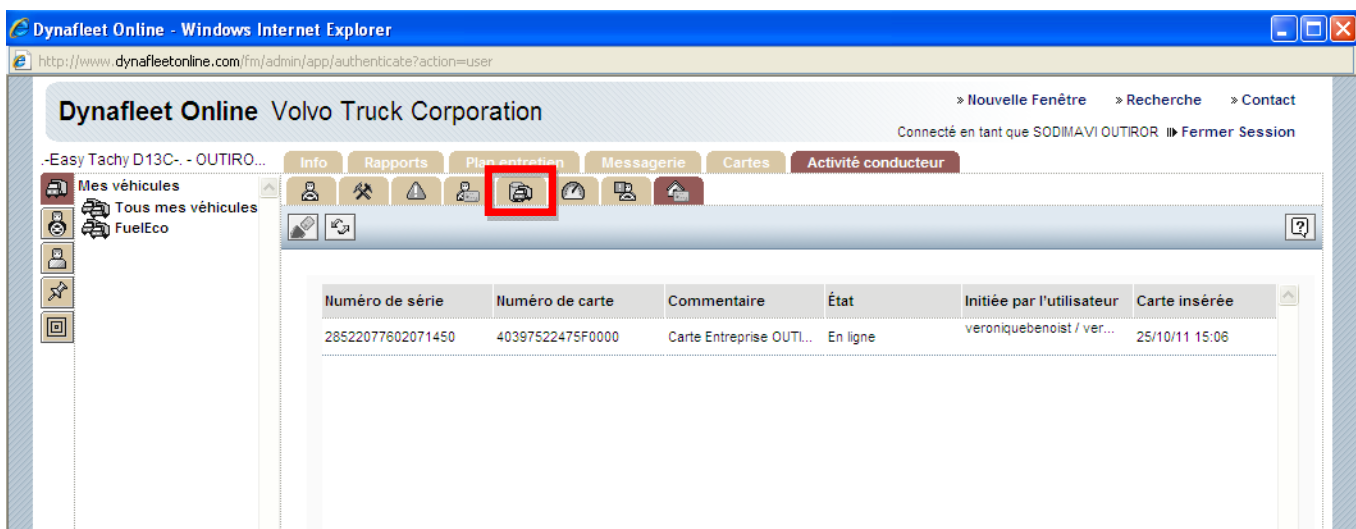 Dynafleet Online - Windows Internet Explorer
http://www.dynafleetonline.com/fm/admin/app/authenticate?action=user
Dynafleet Online Volvo Truck Corporation
» Nouvelle Fenêtre » Recherche » Contact
Connecté en tant que SODIMAVI OUTIROR Fermer Session
.-Easy Tachy D13C-. - OUTIRO...
Info Rapports Plan entretien Messagerie Cartes Activité conducteur
Mes véhicules
Tous mes véhicules
FuelEco
Numéro de série Numéro de carte Commentaire État Initiée par l'utilisateur Carte insérée
28522077602071450 40397522475F0000 Carte Entreprise OUTI... En ligne veroniquebenoist / ver... 25/10/11 15:06